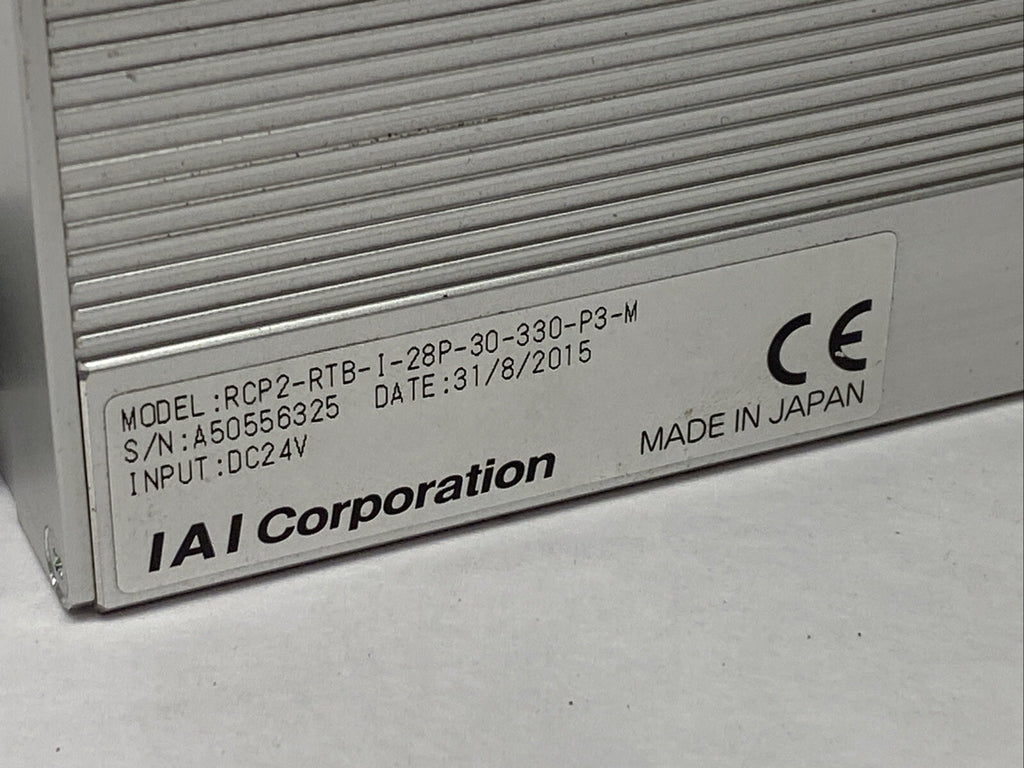 MODEL:RCP2-RTB-I-28P-30-330-P3-M
S/N:A50556325 DATE:31/8/2015
INPUT:DC24V
CE
IAI Corporation
MADE IN JAPAN